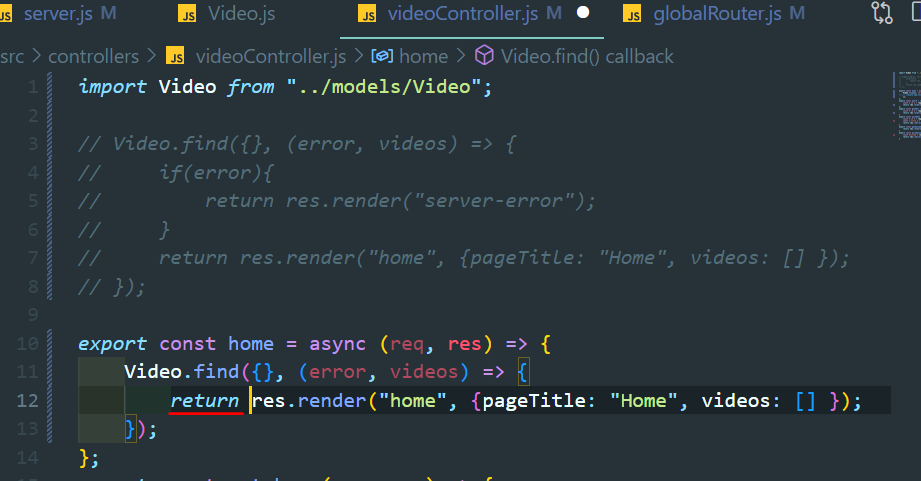 JS server.js M JS Video.js JS videoController.js M JS globalRouter.js M
src > controllers > JS videoController.js > home > Video.find() callback
1 import Video from "../models/Video";
2
3 // Video.find({}, (error, videos) => {
4 //     if(error){
5 //         return res.render("server-error");
6 //     }
7 //     return res.render("home", {pageTitle: "Home", videos: [] });
8 // });
9
10 export const home = async (req, res) => {
11     Video.find({}, (error, videos) => {
12         return res.render("home", {pageTitle: "Home", videos: [] });
13     });
14 };